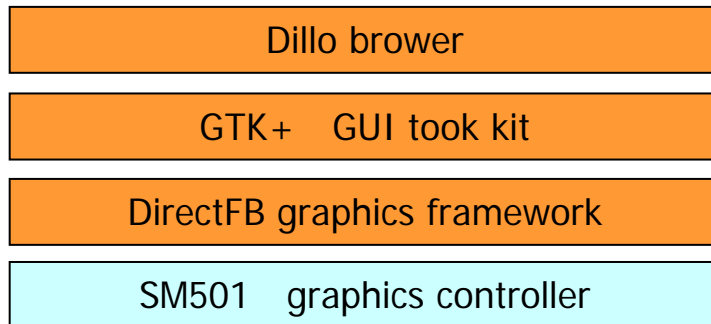 Dillo brower
GTK+ GUI took kit
DirectFB graphics framework
SM501 graphics controller